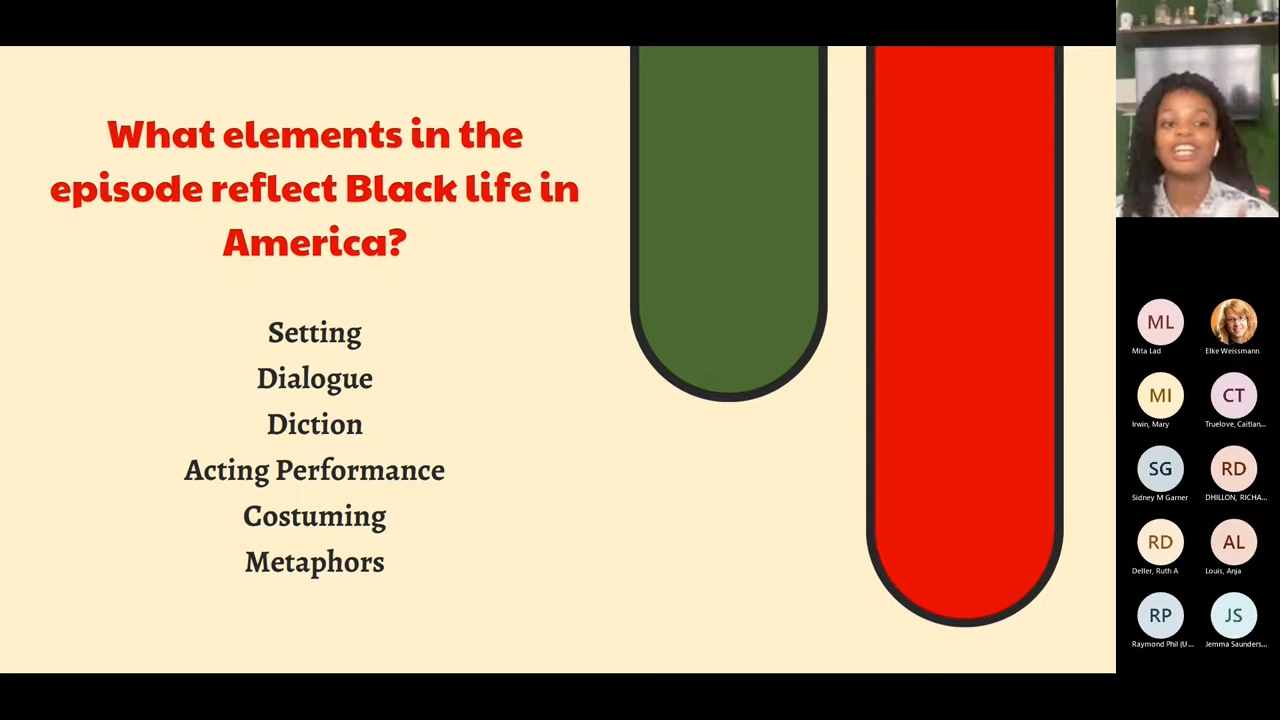 What elements in the
episode reflect Black life in
America?
Setting
Dialogue
Diction
Acting Performance
Costuming
Metaphors
ML
Mita Lad
Elke Weissmann
MI
Irwin, Mary
CT
Truelove, Caitlan...
SG
Sidney M Garner
RD
DHILLON, RICHA...
RD
Deller, Ruth A
AL
Louis, Anja
RP
Raymond Phil (U...
JS
Jemma Saunders...